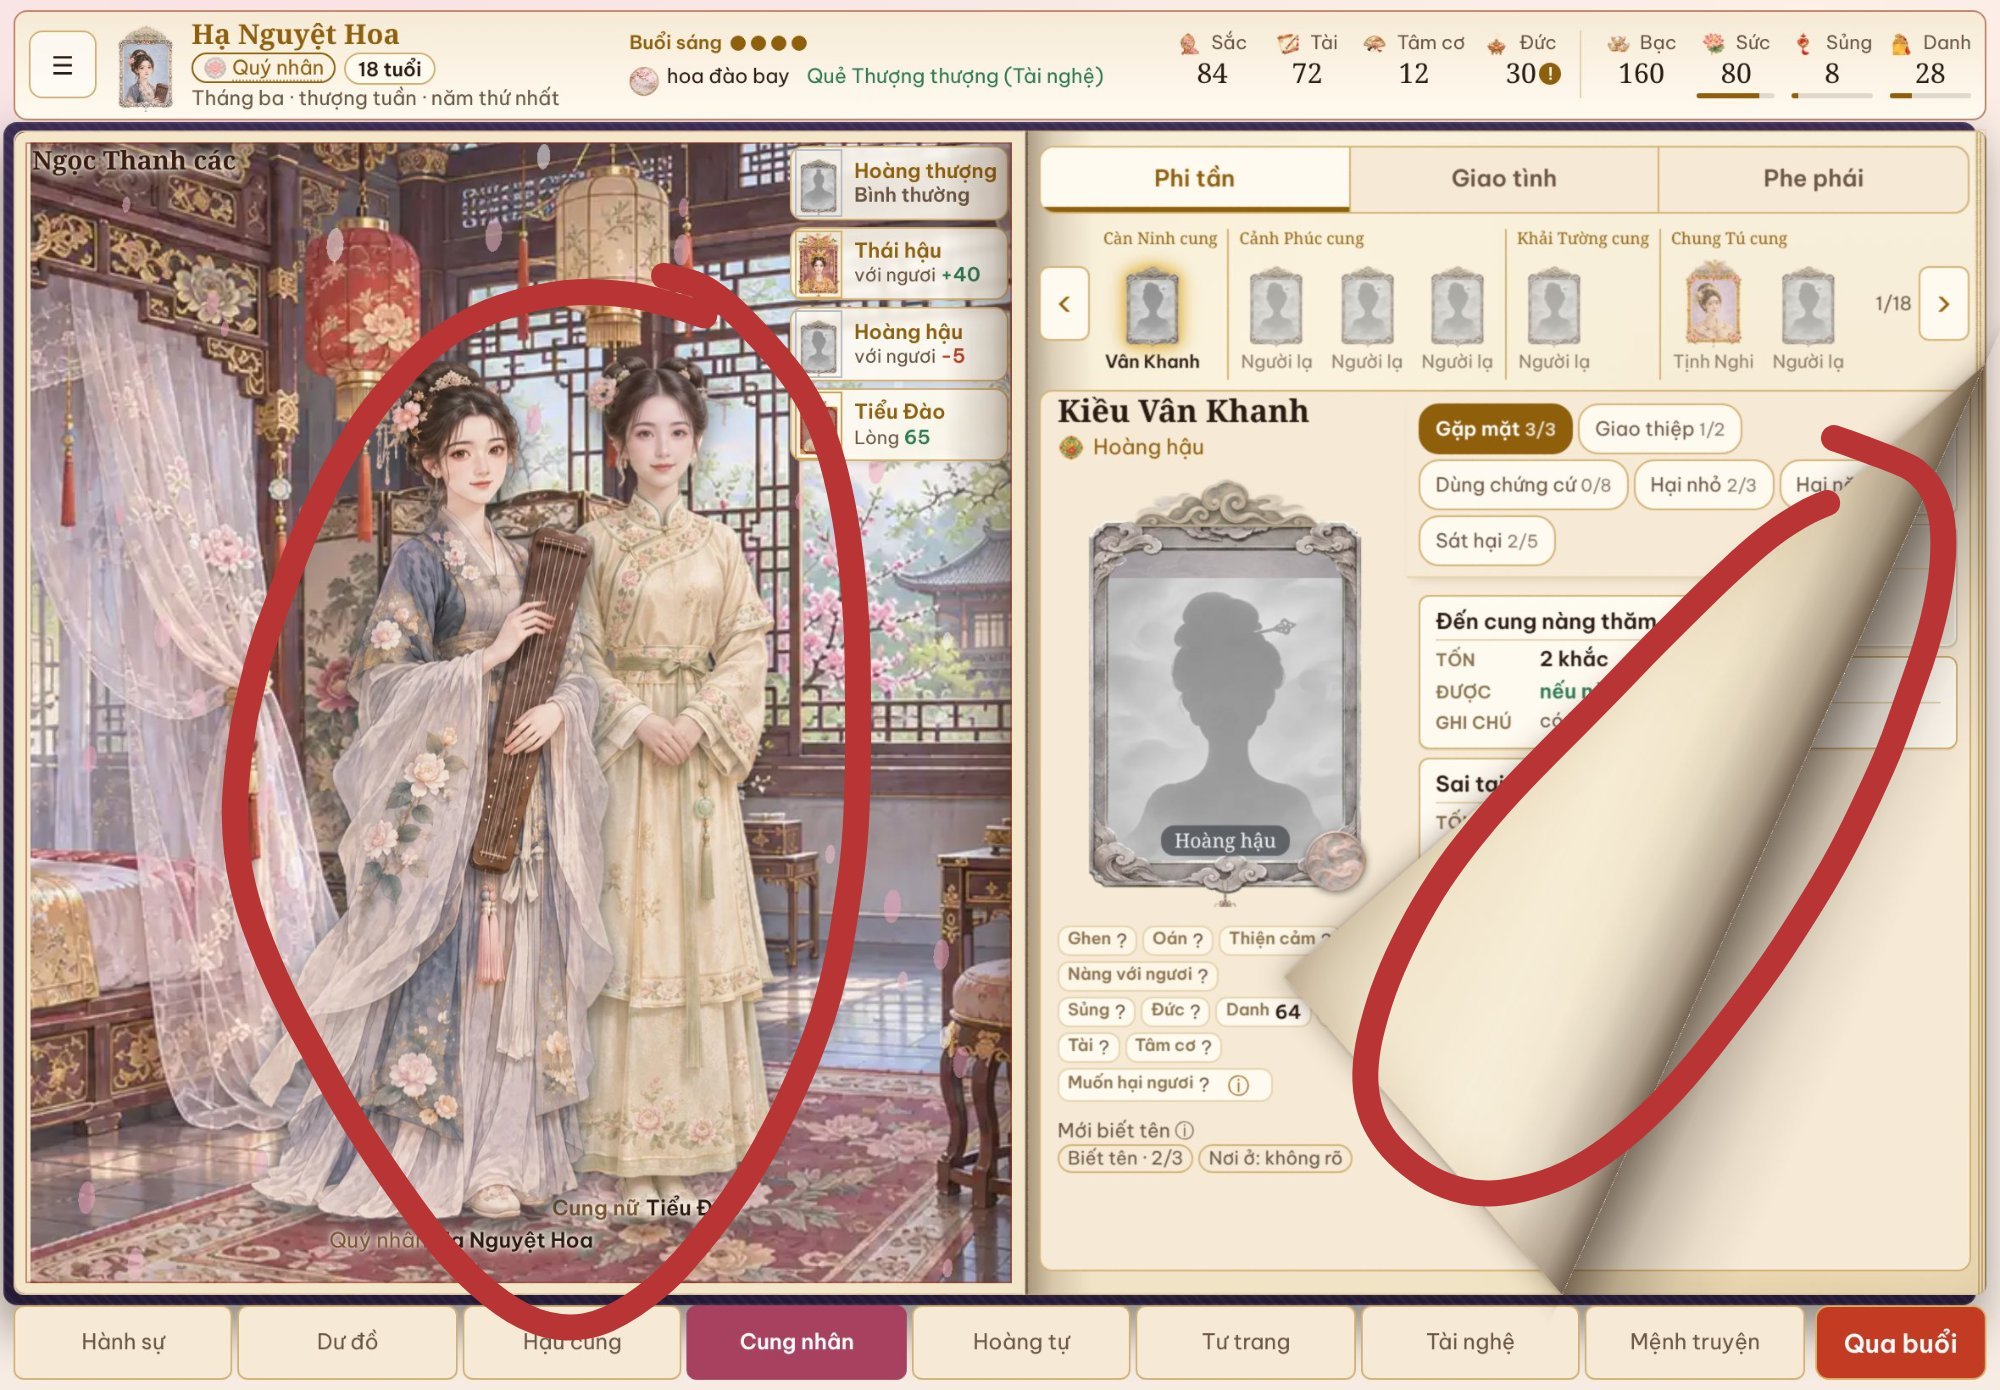 ☰
Hạ Nguyệt Hoa
Quý nhân
18 tuổi
Tháng ba · thượng tuần · năm thứ nhất
Buổi sáng
hoa đào bay
Quẻ Thượng thượng (Tài nghệ)
Sắc
84
Tài
72
Tâm cơ
12
Đức
30 !
Bạc
160
Sức
80
Sủng
8
Danh
28
Ngọc Thanh các
Hoàng thượng
Bình thường
Thái hậu
với ngươi +40
Hoàng hậu
với ngươi -5
Tiểu Đào
Lòng 65
Cung nữ Tiểu
Quý nhân
Nguyệt Hoa
Phi tần
Giao tình
Phe phái
Càn Ninh cung
Cảnh Phúc cung
Khải Tường cung
Chung Tú cung
<
Vân Khanh
Người lạ
Người lạ
Người lạ
Người lạ
Tịnh Nghi
Người lạ
1/18
>
Kiều Vân Khanh
Hoàng hậu
Hoàng hậu
Gặp mặt 3/3
Giao thiệp 1/2
Dùng chứng cứ 0/8
Hại nhỏ 2/3
Hại
Sát hại 2/5
Đến cung nàng thăm
TỐN 2 khắc
ĐƯỢC nếu
GHI CHÚ có
Sai
TỐN
Ghen ?
Oán ?
Thiện cảm ?
Nàng với ngươi ?
Sủng ?
Đức ?
Danh 64
Tài ?
Tâm cơ ?
Muốn hại ngươi ? ⓘ
Mới biết tên ⓘ
Biết tên · 2/3
Nơi ở: không rõ
Hành sự
Dư đồ
Hậu cung
Cung nhân
Hoàng tự
Tư trang
Tài nghệ
Mệnh truyện
Qua buổi